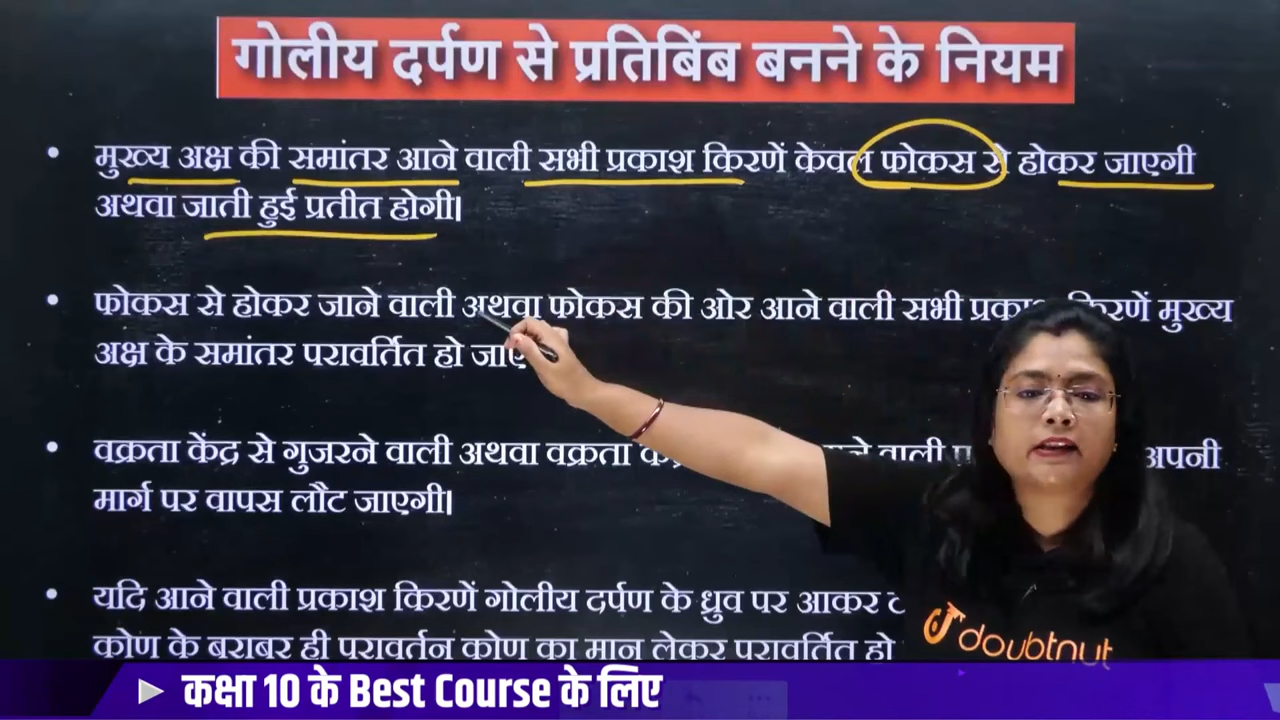 गोलीय दर्पण से प्रतिबिंब बनने के नियम
• मुख्य अक्ष की समांतर आने वाली सभी प्रकाश किरणें केवल फोकस से होकर जाएगी
अथवा जाती हुई प्रतीत होगी।
• फोकस से होकर जाने वाली अथवा फोकस की ओर आने वाली सभी मुख्य
अक्ष के समांतर परावर्तित हो
• वक्रता केंद्र से गुजरने वाली अथवा वक्रता वाली अपनी
मार्ग पर वापस लौट जाएगी।
• यदि आने वाली प्रकाश किरणें गोलीय दर्पण के ध्रुव पर आकर
कोण के बराबर ही परावर्तन कोण का मान लेकर परावर्तित हो
doubtnut
कक्षा 10 के Best Course के लिए